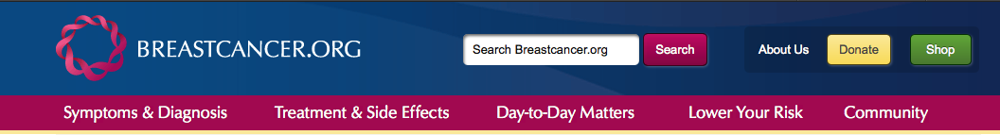 BREASTCANCER.ORG
Search Breastcancer.org Search About Us Donate Shop
Symptoms & Diagnosis Treatment & Side Effects Day-to-Day Matters Lower Your Risk Community